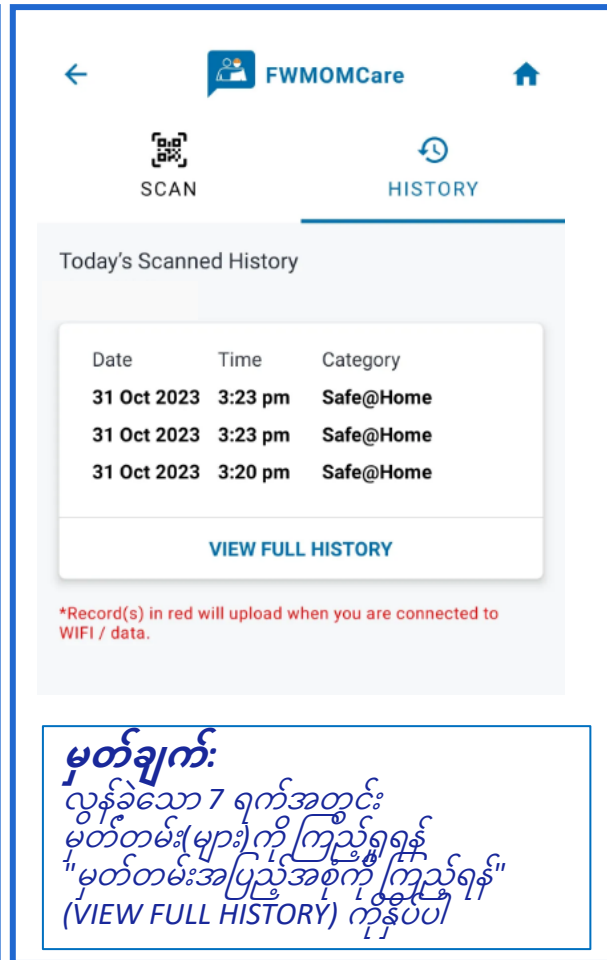 FWMOMCare
SCAN
HISTORY
Today's Scanned History
Date Time Category
31 Oct 2023 3:23 pm Safe@Home
31 Oct 2023 3:23 pm Safe@Home
31 Oct 2023 3:20 pm Safe@Home
VIEW FULL HISTORY
*Record(s) in red will upload when you are connected to
WIFI / data.
မှတ်ချက်:
လွန်ခဲ့သော 7 ရက်အတွင်း
မှတ်တမ်း(များ)ကို ကြည့်ရှုရန်
"မှတ်တမ်းအပြည့်အစုံကို ကြည့်ရန်"
(VIEW FULL HISTORY) ကိုနှိပ်ပါ